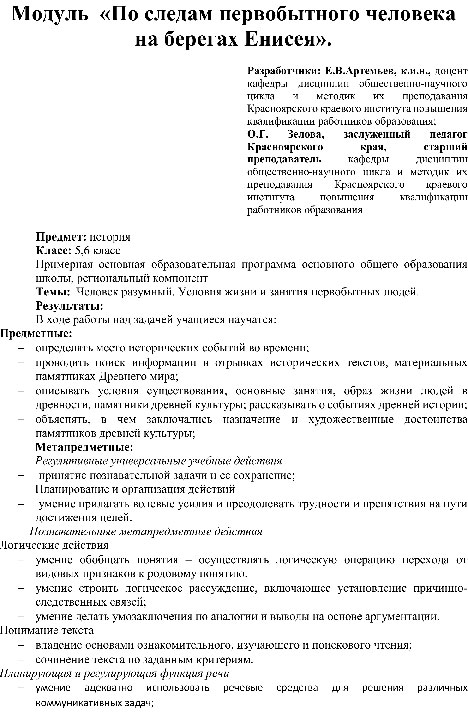 Модуль «По следам первобытного человека
на берегах Енисея».
Разработчики: Е.В.Артемьев, к.и.н., доцент
кафедры дисциплин общественно-научного
цикла и методик их преподавания
Красноярского краевого института повышения
квалификации работников образования;
О.Г. Зелова, заслуженный педагог
Красноярского края, старший
преподаватель кафедры дисциплин
общественно-научного цикла и методик их
преподавания Красноярского краевого
института повышения квалификации
работников образования
Предмет: история
Класс: 5,6 класс
Примерная основная образовательная программа основного общего образования
школы, региональный компонент
Темы: Человек разумный. Условия жизни и занятия первобытных людей.
Результаты:
В ходе работы над задачей учащиеся научатся:
Предметные:
– определять место исторических событий во времени;
– проводить поиск информации в отрывках исторических текстов, материальных
памятниках Древнего мира;
– описывать условия существования, основные занятия, образ жизни людей в
древности, памятники древней культуры; рассказывать о событиях древней истории;
– объяснять, в чем заключались назначение и художественные достоинства
памятников древней культуры;
Метапредметные:
Регулятивные универсальные учебные действия
– принятие познавательной задачи и ее сохранение;
Планирование и организация действий
– умение прилагать волевые усилия и преодолевать трудности и препятствия на пути
достижения целей.
Познавательные метапредметные действия
Логические действия
– умение обобщать понятия – осуществлять логическую операцию перехода от
видовых признаков к родовому понятию.
– умение строить логическое рассуждение, включающее установление причинно-
следственных связей;
– умение делать умозаключения по аналогии и выводы на основе аргументации.
Понимание текста
– владение основами ознакомительного, изучающего и поискового чтения;
– сочинение текста по заданным критериям.
Планирующая и регулирующая функция речи
– умение адекватно использовать речевые средства для решения различных
коммуникативных задач;